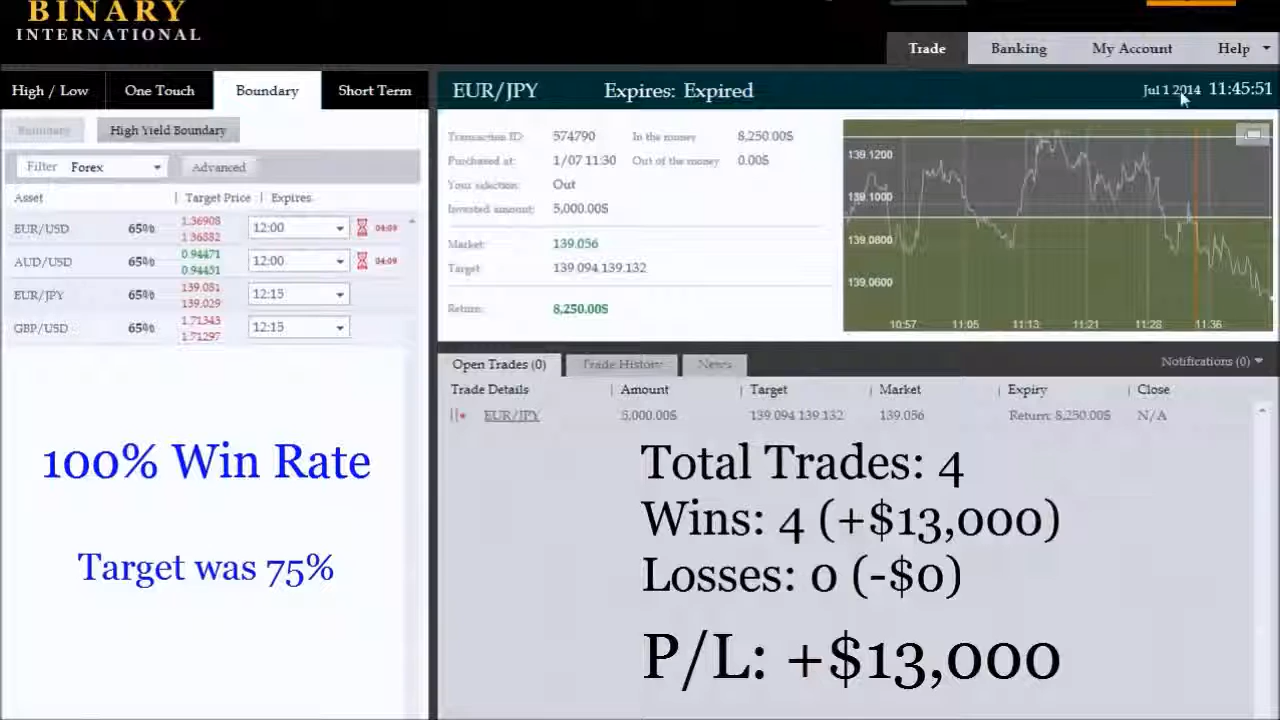 BINARY
INTERNATIONAL
Trade Banking My Account Help
High / Low One Touch Boundary Short Term
EUR/JPY Expires: Expired Jul 1 2014 11:45:51
Summary High Yield Boundary
Filter Forex Advanced
Asset Target Price Expires
EUR/USD 65% 1.36908 1.36882 12:00 04:09
AUD/USD 65% 0.94471 0.94451 12:00 04:09
EUR/JPY 65% 139.081 139.029 12:15
GBP/USD 65% 1.71343 1.71297 12:15
Transaction ID: 574790 In the money 8,250.00$
Purchased at: 1/07 11:30 Out of the money 0.00$
Your selection: Out
Invested amount: 5,000.00$
Market: 139.056
Target 139.094 139.132
Return: 8,250.00$
139.1200
139.1000
139.0800
139.0600
10:57 11:05 11:13 11:21 11:28 11:36
Open Trades (0) Trade History News Notifications (0)
Trade Details Amount Target Market Expiry Close
EUR/JPY 5,000.00$ 139.094 139.132 139.056 Return: 8,250.00$ N/A
100% Win Rate
Target was 75%
Total Trades: 4
Wins: 4 (+$13,000)
Losses: 0 (-$0)
P/L: +$13,000